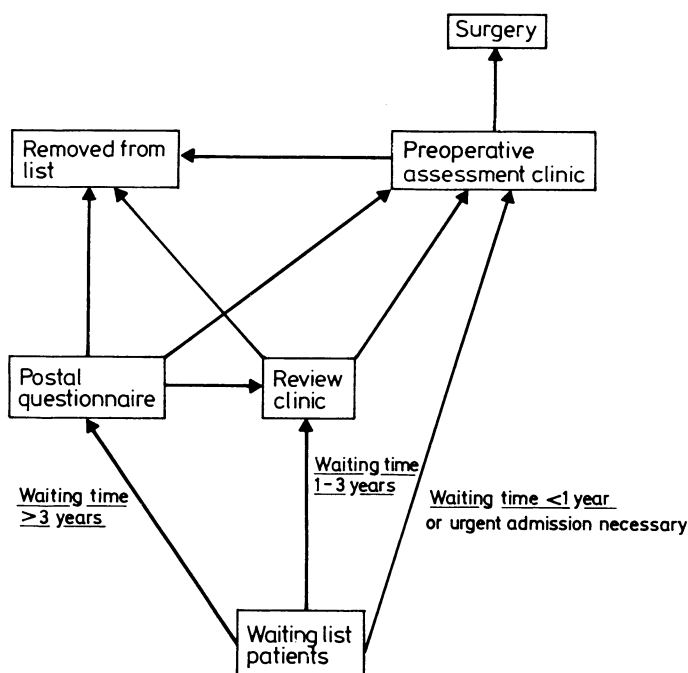 Surgery
Removed from
list
Preoperative
assessment clinic
Postal
questionnaire
Review
clinic
Waiting time
>3 years
Waiting time
1-3 years
Waiting time <1 year
or urgent admission necessary
Waiting list
patients